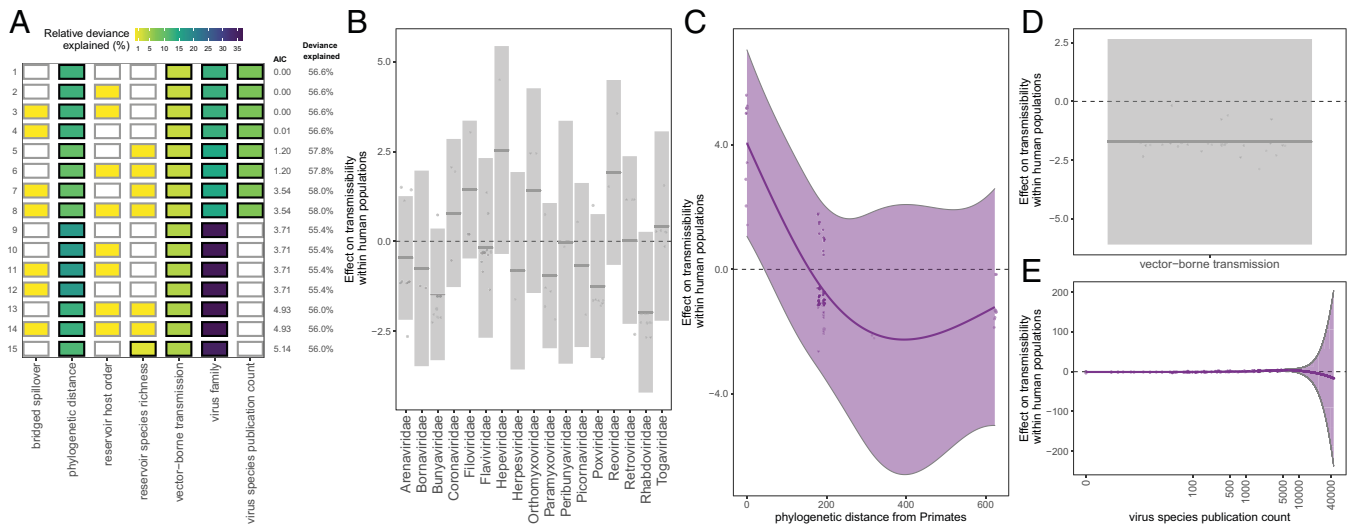 A
Relative deviance
explained (%)
1 10 20 30
AIC
Deviance
explained
1 0.00 56.6%
2 0.00 56.6%
3 0.00 56.6%
4 0.01 56.6%
5 1.20 57.8%
6 1.20 57.8%
7 3.54 58.0%
8 3.54 58.0%
9 3.71 55.4%
10 3.71 55.4%
11 3.71 55.4%
12 3.71 55.4%
13 4.93 56.0%
14 4.93 56.0%
15 5.14 56.0%
bridged spillover
phylogenetic distance
reservoir host order
reservoir species richness
vector−borne transmission
virus family
virus species publication count
B
Effect on transmissibility
within human populations
5.0
2.5
0.0
−2.5
Arenaviridae
Bornaviridae
Bunyaviridae
Coronaviridae
Filoviridae
Flaviviridae
Hepeviridae
Herpesviridae
Orthomyxoviridae
Paramyxoviridae
Peribunyaviridae
Picornaviridae
Poxviridae
Reoviridae
Retroviridae
Rhabdoviridae
Togaviridae
C
Effect on transmissibility
within human populations
4.0
0.0
−4.0
0 200 400 600
phylogenetic distance from Primates
D
Effect on transmissibility
within human populations
2.5
0.0
−2.5
−5.0
vector−borne transmission
E
Effect on transmissibility
within human populations
200
100
0
−100
−200
0 100 500 1000 5000 10000 40000
virus species publication count